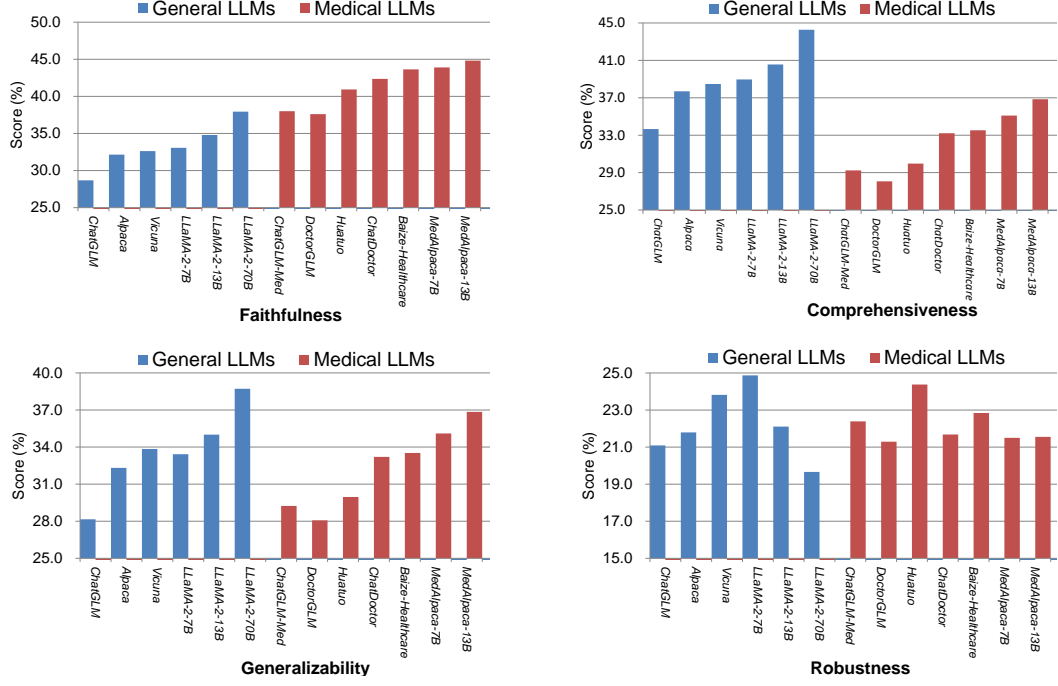 General LLMs Medical LLMs
50.0
45.0
40.0
35.0
30.0
25.0
Score (%)
ChatGLM
Alpaca
Vicuna
LLaMA-2-7B
LLaMA-2-13B
LLaMA-2-70B
ChatGLM-Med
DoctorGLM
Huatuo
ChatDoctor
Baize-Healthcare
MedAlpaca-7B
MedAlpaca-13B
Faithfulness
General LLMs Medical LLMs
45.0
41.0
37.0
33.0
29.0
25.0
Score (%)
ChatGLM
Alpaca
Vicuna
LLaMA-2-7B
LLaMA-2-13B
LLaMA-2-70B
ChatGLM-Med
DoctorGLM
Huatuo
ChatDoctor
Baize-Healthcare
MedAlpaca-7B
MedAlpaca-13B
Comprehensiveness
General LLMs Medical LLMs
40.0
37.0
34.0
31.0
28.0
25.0
Score (%)
ChatGLM
Alpaca
Vicuna
LLaMA-2-7B
LLaMA-2-13B
LLaMA-2-70B
ChatGLM-Med
DoctorGLM
Huatuo
ChatDoctor
Baize-Healthcare
MedAlpaca-7B
MedAlpaca-13B
Generalizability
General LLMs Medical LLMs
25.0
23.0
21.0
19.0
17.0
15.0
Score (%)
ChatGLM
Alpaca
Vicuna
LLaMA-2-7B
LLaMA-2-13B
LLaMA-2-70B
ChatGLM-Med
DoctorGLM
Huatuo
ChatDoctor
Baize-Healthcare
MedAlpaca-7B
MedAlpaca-13B
Robustness